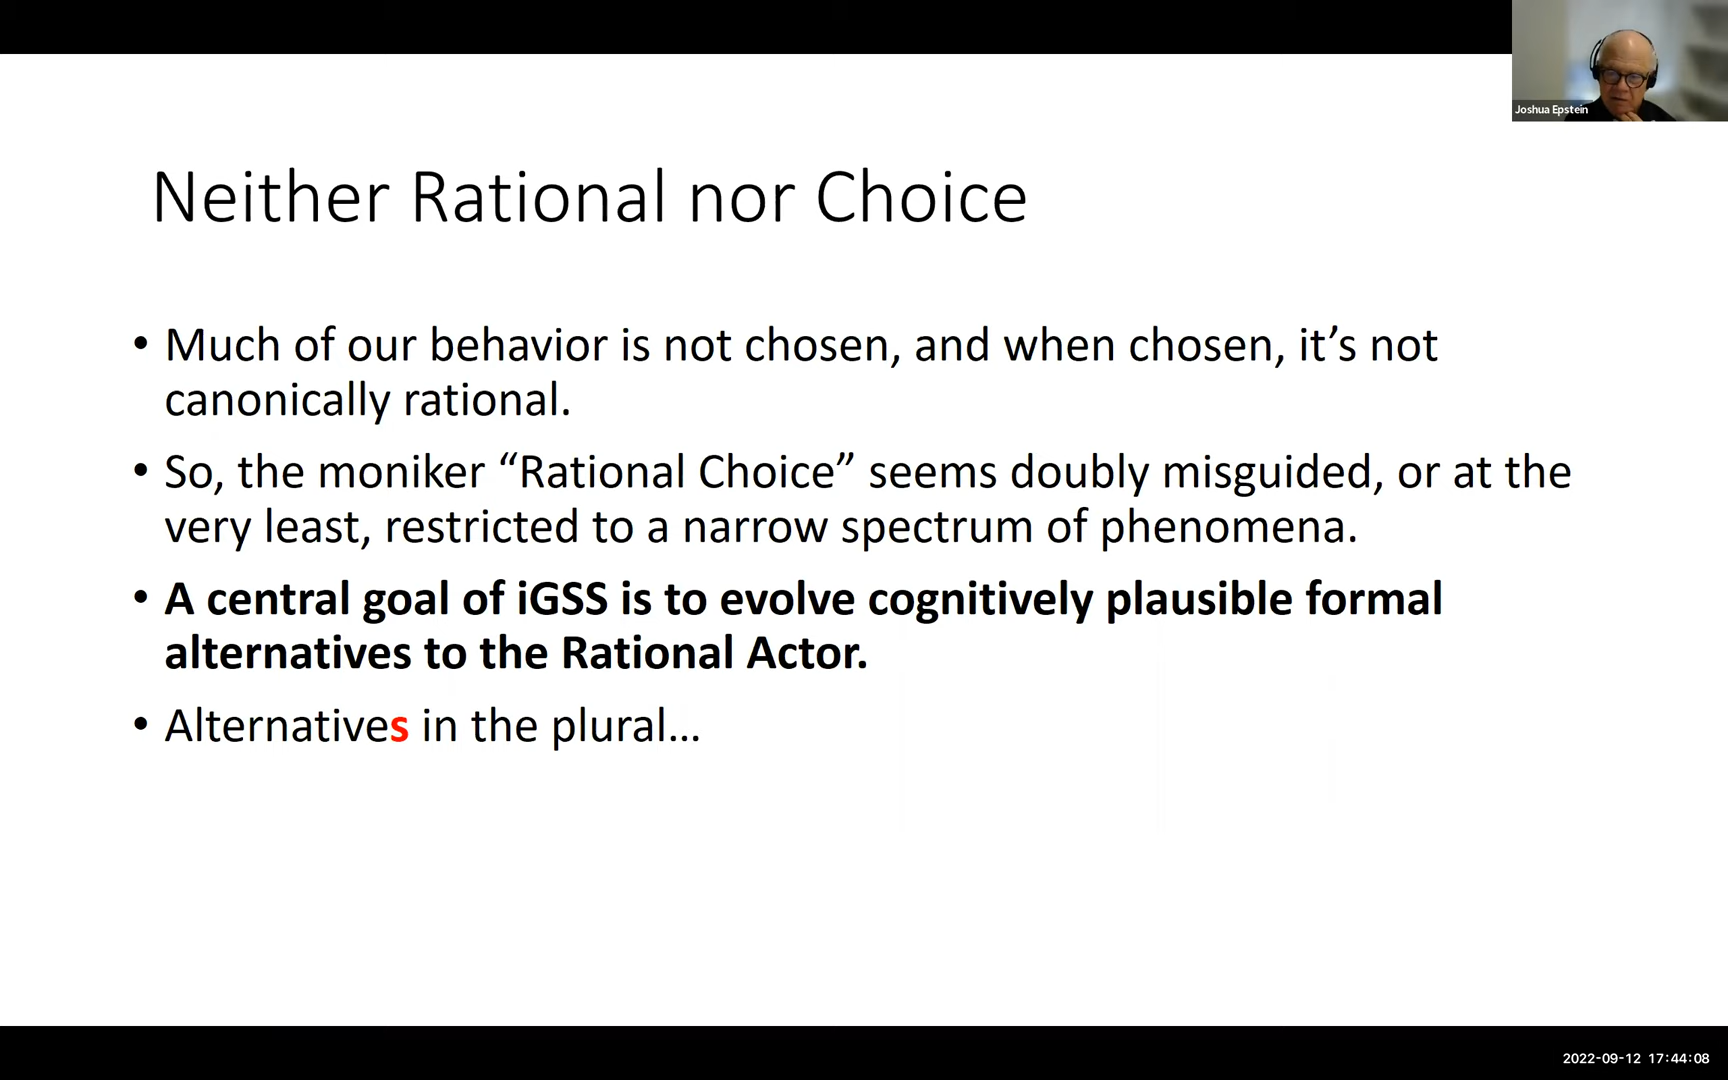 Joshua Epstein
Neither Rational nor Choice
• Much of our behavior is not chosen, and when chosen, it’s not
canonically rational.
• So, the moniker “Rational Choice” seems doubly misguided, or at the
very least, restricted to a narrow spectrum of phenomena.
• A central goal of iGSS is to evolve cognitively plausible formal
alternatives to the Rational Actor.
• Alternatives in the plural…
2022-09-12 17:44:08